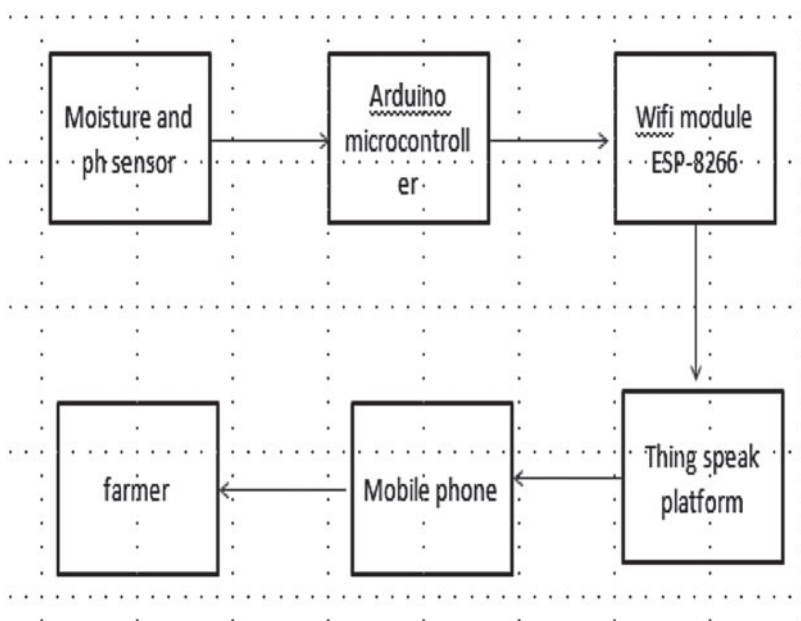 Moisture and
ph sensor
Arduino
microcontroll
er
Wifi module
ESP-8266
Thing speak
platform
Mobile phone
farmer